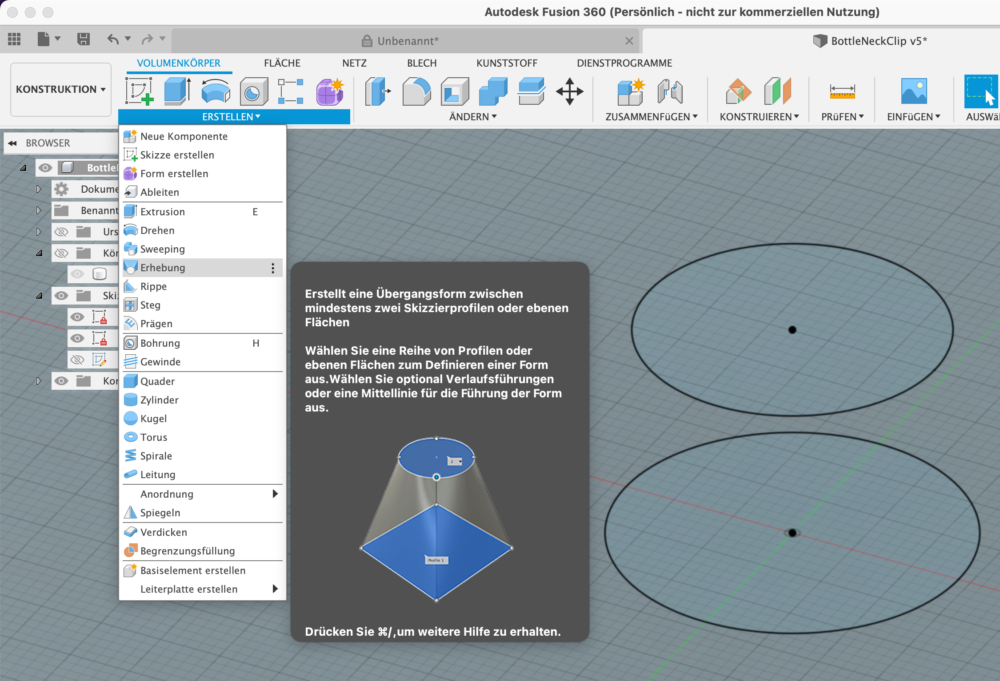 Autodesk Fusion 360 (Persönlich - nicht zur kommerziellen Nutzung)
Unbenannt*
BottleNeckClip v5*
KONSTRUKTION
VOLUMENKÖRPER
FLÄCHE
NETZ
BLECH
KUNSTSTOFF
DIENSTPROGRAMME
ERSTELLEN
ÄNDERN
ZUSAMMENFüGEN
KONSTRUIEREN
PRüFEN
EINFüGEN
AUSWäl
BROWSER
Bottlel
Dokume
Benannt
Urs
Kör
Ski
Kor
Neue Komponente
Skizze erstellen
Form erstellen
Ableiten
Extrusion E
Drehen
Sweeping
Erhebung
Rippe
Steg
Prägen
Bohrung H
Gewinde
Quader
Zylinder
Kugel
Torus
Spirale
Leitung
Anordnung
Spiegeln
Verdicken
Begrenzungsfüllung
Basiselement erstellen
Leiterplatte erstellen
Erstellt eine Übergangsform zwischen
mindestens zwei Skizzierprofilen oder ebenen
Flächen
Wählen Sie eine Reihe von Profilen oder
ebenen Flächen zum Definieren einer Form
aus.Wählen Sie optional Verlaufsführungen
oder eine Mittellinie für die Führung der Form
aus.
Profile 1
Drücken Sie ⌘/,um weitere Hilfe zu erhalten.